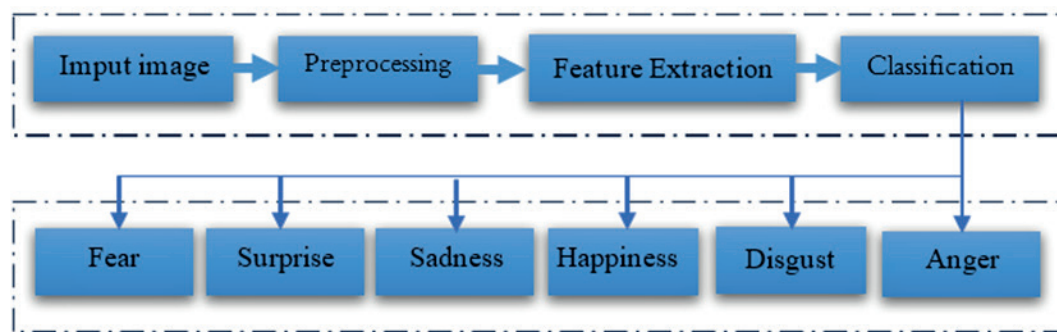 Imput image
Preprocessing
Feature Extraction
Classification
Fear
Surprise
Sadness
Happiness
Disgust
Anger